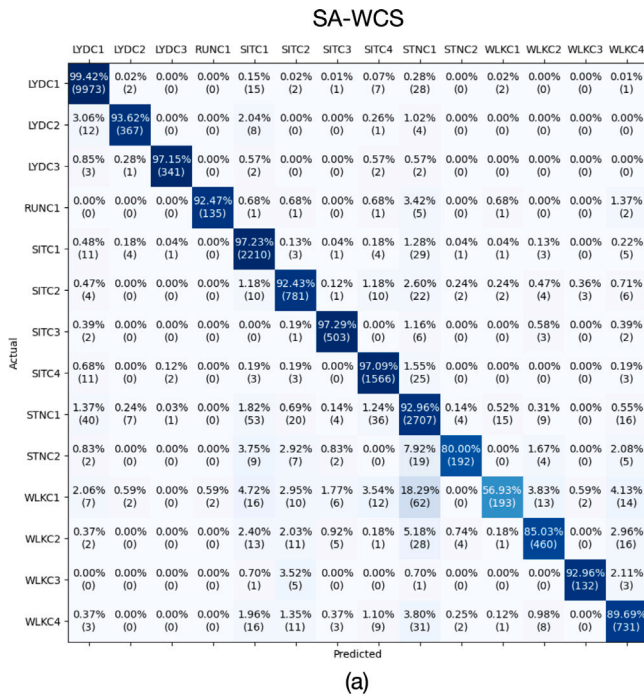 SA-WCS
LYDC1 LYDC2 LYDC3 RUNC1 SITC1 SITC2 SITC3 SITC4 STNC1 STNC2 WLKC1 WLKC2 WLKC3 WLKC4
99.42% 0.02% 0.00% 0.00% 0.15% 0.02% 0.01% 0.07% 0.28% 0.00% 0.02% 0.00% 0.00% 0.01%
LYDC1
(9973) (2) (0) (0) (15) (2) (1) (7) (28) (0) (2) (0) (0) (1)
3.06% 93.62% 0.00% 0.00% 2.04% 0.00% 0.00% 0.26% 1.02% 0.00% 0.00% 0.00% 0.00% 0.00%
LYDC2
(12) (367) (0) (0) (8) (0) (0) (1) (4) (0) (0) (0) (0) (0)
0.85% 0.28% 97.15% 0.00% 0.57% 0.00% 0.00% 0.57% 0.57% 0.00% 0.00% 0.00% 0.00% 0.00%
LYDC3
(3) (1) (341) (0) (2) (0) (0) (2) (2) (0) (0) (0) (0) (0)
0.00% 0.00% 0.00% 92.47% 0.68% 0.68% 0.00% 0.68% 3.42% 0.00% 0.68% 0.00% 0.00% 1.37%
RUNC1
(0) (0) (0) (135) (1) (1) (0) (1) (5) (0) (1) (0) (0) (2)
0.48% 0.18% 0.04% 0.00% 97.23% 0.13% 0.04% 0.18% 1.28% 0.04% 0.04% 0.13% 0.00% 0.22%
SITC1
(11) (4) (1) (0) (2210) (3) (1) (4) (29) (1) (1) (3) (0) (5)
0.47% 0.00% 0.00% 0.00% 1.18% 92.43% 0.12% 1.18% 2.60% 0.24% 0.24% 0.47% 0.36% 0.71%
SITC2
(4) (0) (0) (0) (10) (781) (1) (10) (22) (2) (2) (4) (3) (6)
0.39% 0.00% 0.00% 0.00% 0.00% 0.19% 97.29% 0.00% 1.16% 0.00% 0.00% 0.58% 0.00% 0.39%
SITC3
(2) (0) (0) (0) (0) (1) (503) (0) (6) (0) (0) (3) (0) (2)
0.68% 0.00% 0.12% 0.00% 0.19% 0.19% 0.00% 97.09% 1.55% 0.00% 0.00% 0.00% 0.00% 0.19%
SITC4
(11) (0) (2) (0) (3) (3) (0) (1566) (25) (0) (0) (0) (0) (3)
Actual
1.37% 0.24% 0.03% 0.00% 1.82% 0.69% 0.14% 1.24% 92.96% 0.14% 0.52% 0.31% 0.00% 0.55%
STNC1
(40) (7) (1) (0) (53) (20) (4) (36) (2707) (4) (15) (9) (0) (16)
0.83% 0.00% 0.00% 0.00% 3.75% 2.92% 0.83% 0.00% 7.92% 80.00% 0.00% 1.67% 0.00% 2.08%
STNC2
(2) (0) (0) (0) (9) (7) (2) (0) (19) (192) (0) (4) (0) (5)
2.06% 0.59% 0.00% 0.59% 4.72% 2.95% 1.77% 3.54% 18.29% 0.00% 56.93% 3.83% 0.59% 4.13%
WLKC1
(7) (2) (0) (2) (16) (10) (6) (12) (62) (0) (193) (13) (2) (14)
0.37% 0.00% 0.00% 0.00% 2.40% 2.03% 0.92% 0.18% 5.18% 0.74% 0.18% 85.03% 0.00% 2.96%
WLKC2
(2) (0) (0) (0) (13) (11) (5) (1) (28) (4) (1) (460) (0) (16)
0.00% 0.00% 0.00% 0.00% 0.70% 3.52% 0.00% 0.00% 0.70% 0.00% 0.00% 0.00% 92.96% 2.11%
WLKC3
(0) (0) (0) (0) (1) (5) (0) (0) (1) (0) (0) (0) (132) (3)
0.37% 0.00% 0.00% 0.00% 1.96% 1.35% 0.37% 1.10% 3.80% 0.25% 0.12% 0.98% 0.00% 89.69%
WLKC4
(3) (0) (0) (0) (16) (11) (3) (9) (31) (2) (1) (8) (0) (731)
Predicted
(a)